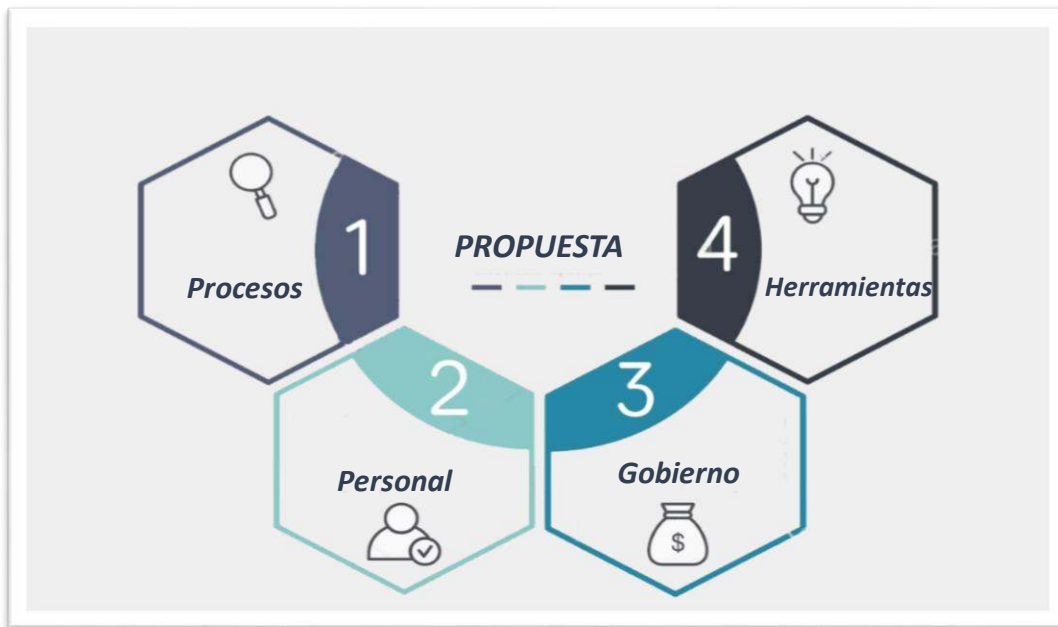 PROPUESTA
1
Procesos
2
Personal
3
Gobierno
$
4
Herramientas